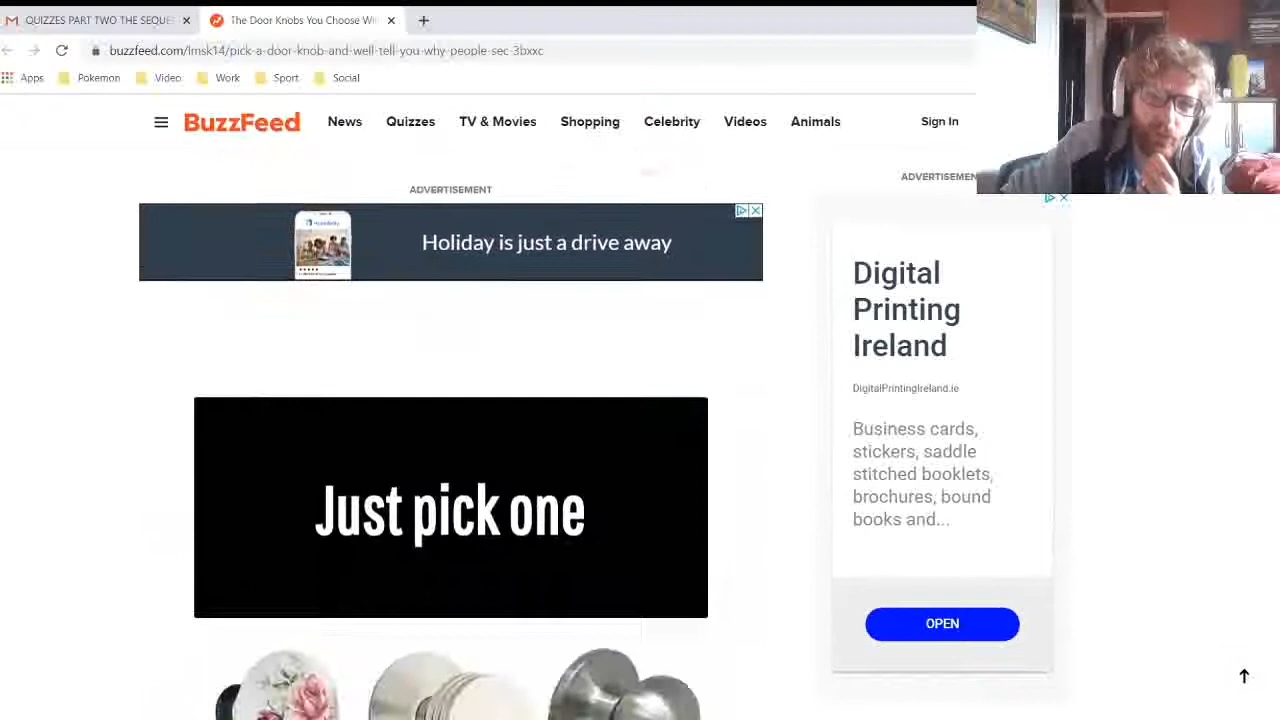 QUIZZES PART TWO THE SEQUE
The Door Knobs You Choose Wi
buzzfeed.com/lmsk14/pick-a-door-knob-and-well-tell-you-why-people-sec-3bxxc
Apps Pokemon Video Work Sport Social
BuzzFeed News Quizzes TV & Movies Shopping Celebrity Videos Animals Sign In
ADVERTISEMENT
ADVERTISEMEN
Holiday is just a drive away
Digital
Printing
Ireland
DigitalPrintingIreland.ie
Business cards,
stickers, saddle
stitched booklets,
brochures, bound
books and...
OPEN
Just pick one